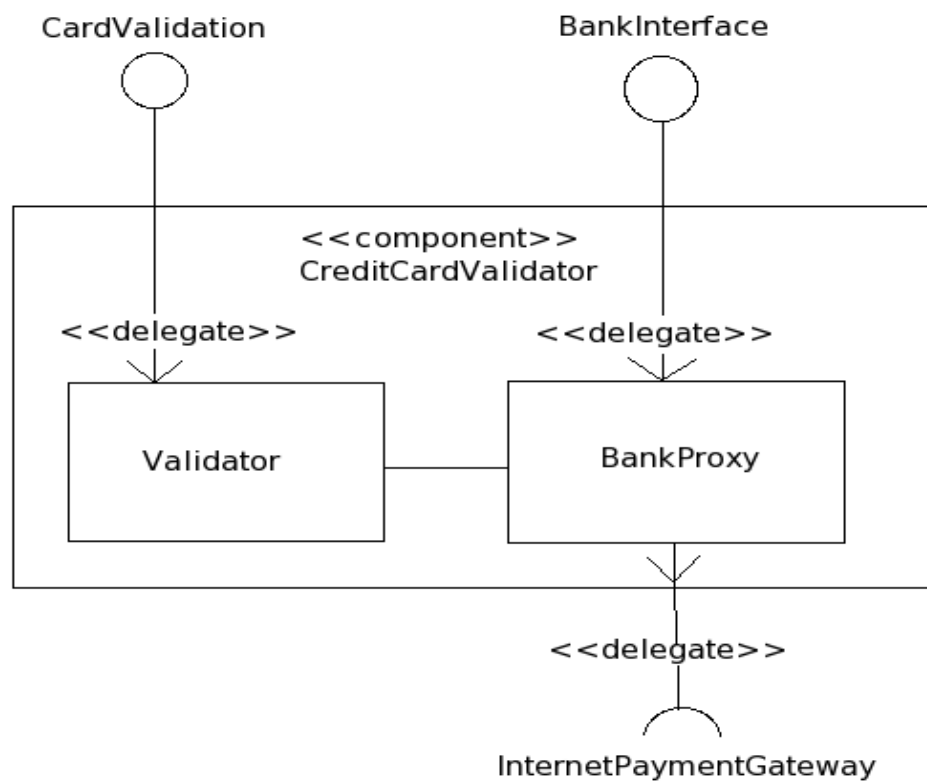 CardValidation
BankInterface
<<component>>
CreditCardValidator
<<delegate>>
<<delegate>>
Validator
BankProxy
<<delegate>>
InternetPaymentGateway